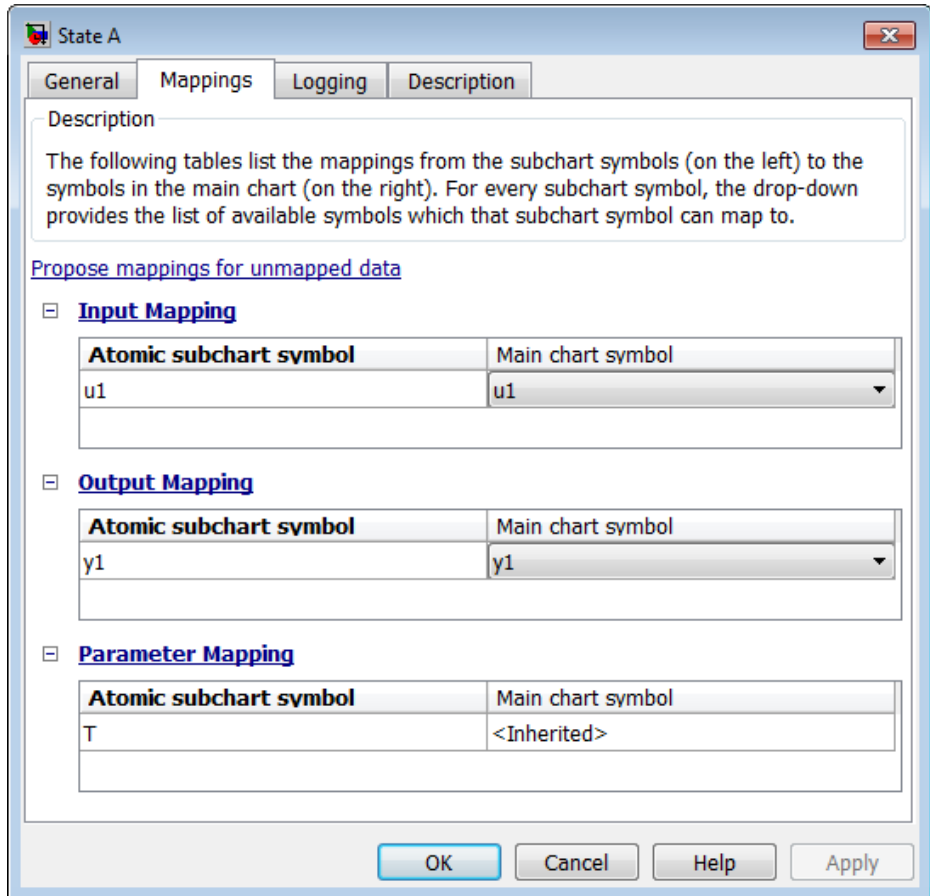 State A
General Mappings Logging Description
Description
The following tables list the mappings from the subchart symbols (on the left) to the
symbols in the main chart (on the right). For every subchart symbol, the drop-down
provides the list of available symbols which that subchart symbol can map to.
Propose mappings for unmapped data
Input Mapping
Atomic subchart symbol Main chart symbol
u1 u1
Output Mapping
Atomic subchart symbol Main chart symbol
y1 y1
Parameter Mapping
Atomic subchart symbol Main chart symbol
T <Inherited>
OK Cancel Help Apply